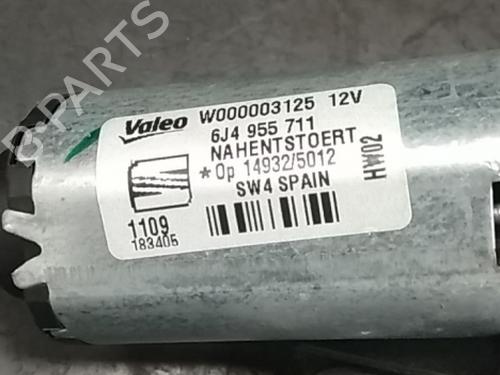 B-PARTS
Valeo W000003125 12V
6J4 955 711
NAHENTSTOERT
*Op 14932/5012
SW4 SPAIN
HW02
1109
183405